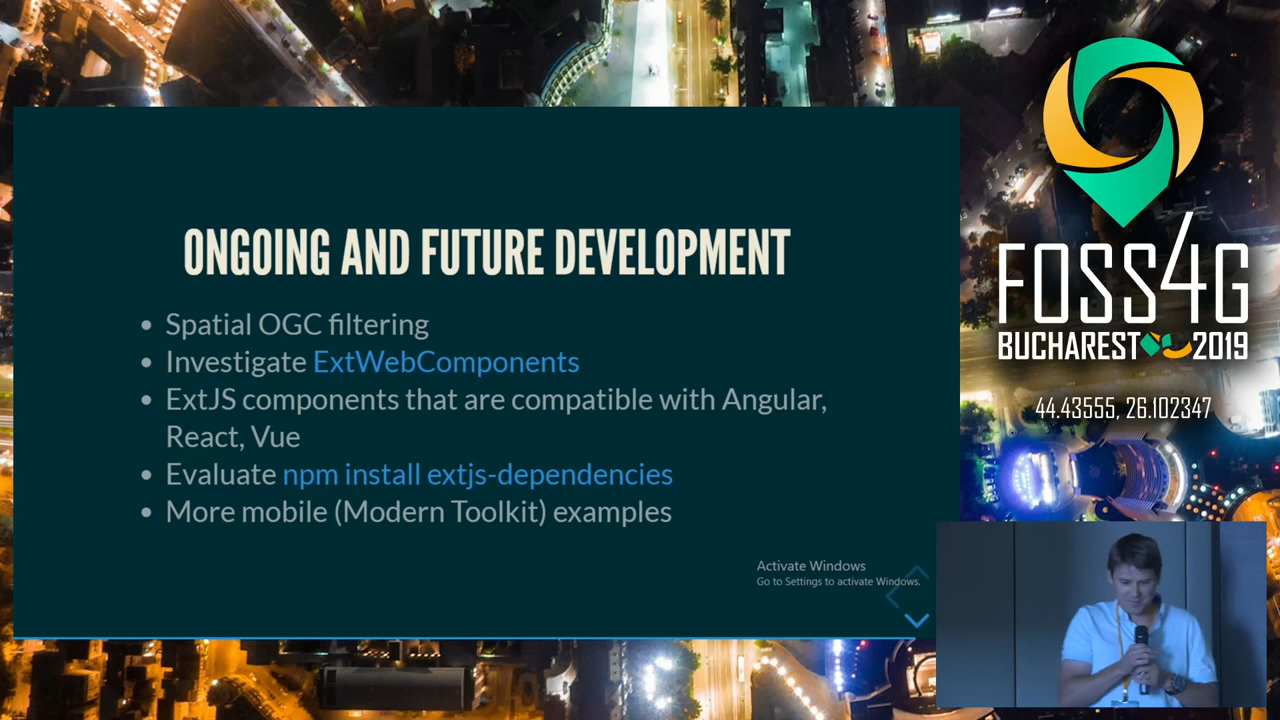 ONGOING AND FUTURE DEVELOPMENT
• Spatial OGC filtering
• Investigate ExtWebComponents
• ExtJS components that are compatible with Angular,
React, Vue
• Evaluate npm install extjs-dependencies
• More mobile (Modern Toolkit) examples
Activate Windows
Go to Settings to activate Windows.
FOSS4G
BUCHAREST 2019
44.43555, 26.102347